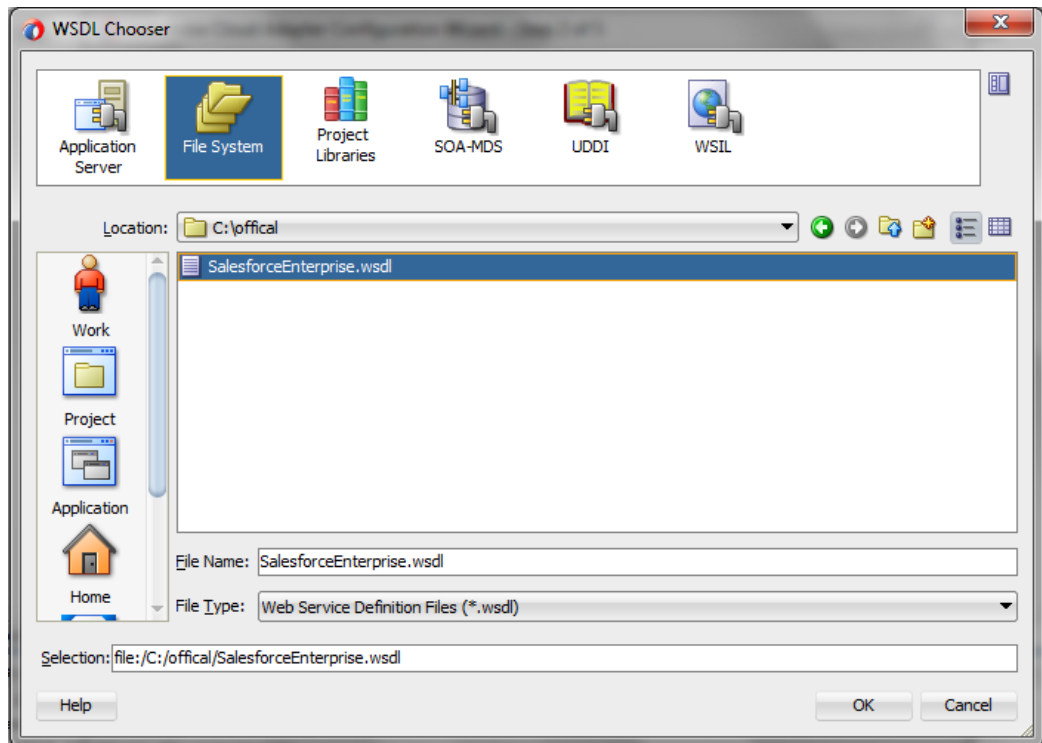 WSDL Chooser
Application
Server
File System
Project
Libraries
SOA-MDS
UDDI
WSIL
Location:
C:\offical
SalesforceEnterprise.wsdl
Work
Project
Application
Home
File Name:
SalesforceEnterprise.wsdl
File Type:
Web Service Definition Files (*.wsdl)
Selection:
file:/C:/offical/SalesforceEnterprise.wsdl
Help
OK
Cancel